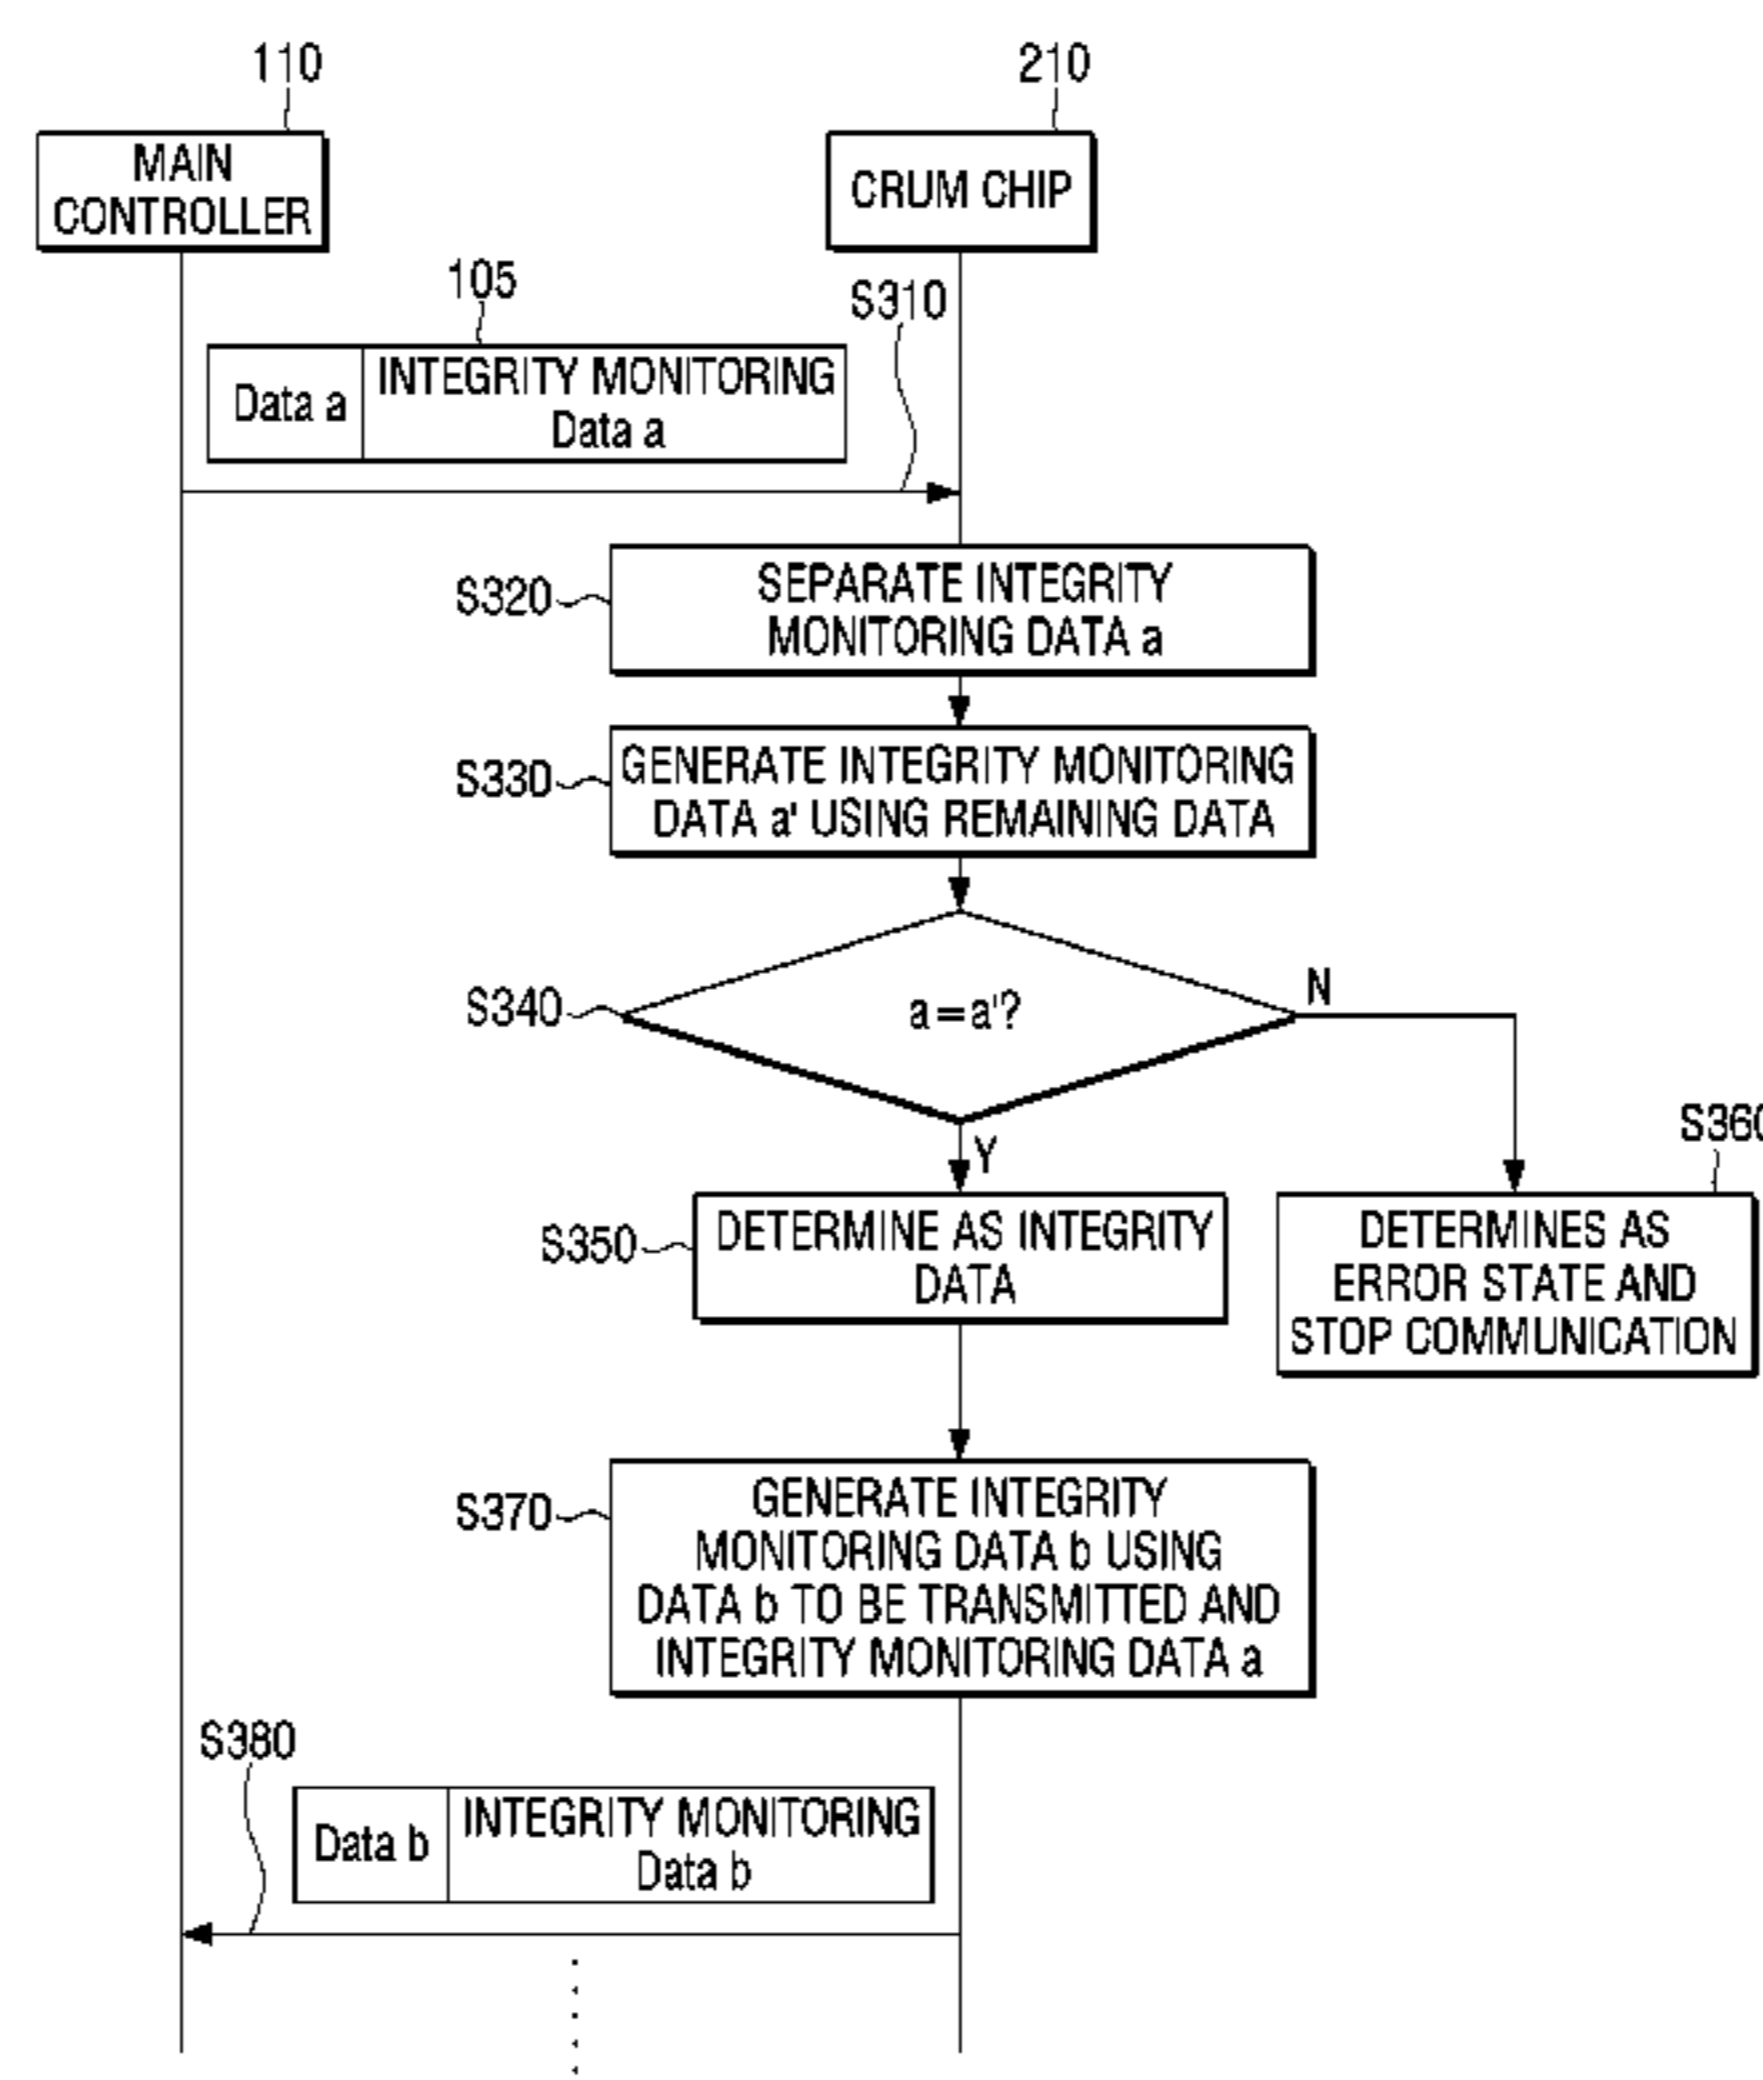 110
210
MAIN
CONTROLLER
CRUM CHIP
105
S310
Data a
INTEGRITY MONITORING
Data a
S320
SEPARATE INTEGRITY
MONITORING DATA a
S330
GENERATE INTEGRITY MONITORING
DATA a' USING REMAINING DATA
S340
a=a'?
N
Y
S360
S350
DETERMINE AS INTEGRITY
DATA
DETERMINES AS
ERROR STATE AND
STOP COMMUNICATION
S370
GENERATE INTEGRITY
MONITORING DATA b USING
DATA b TO BE TRANSMITTED AND
INTEGRITY MONITORING DATA a
S380
Data b
INTEGRITY MONITORING
Data b